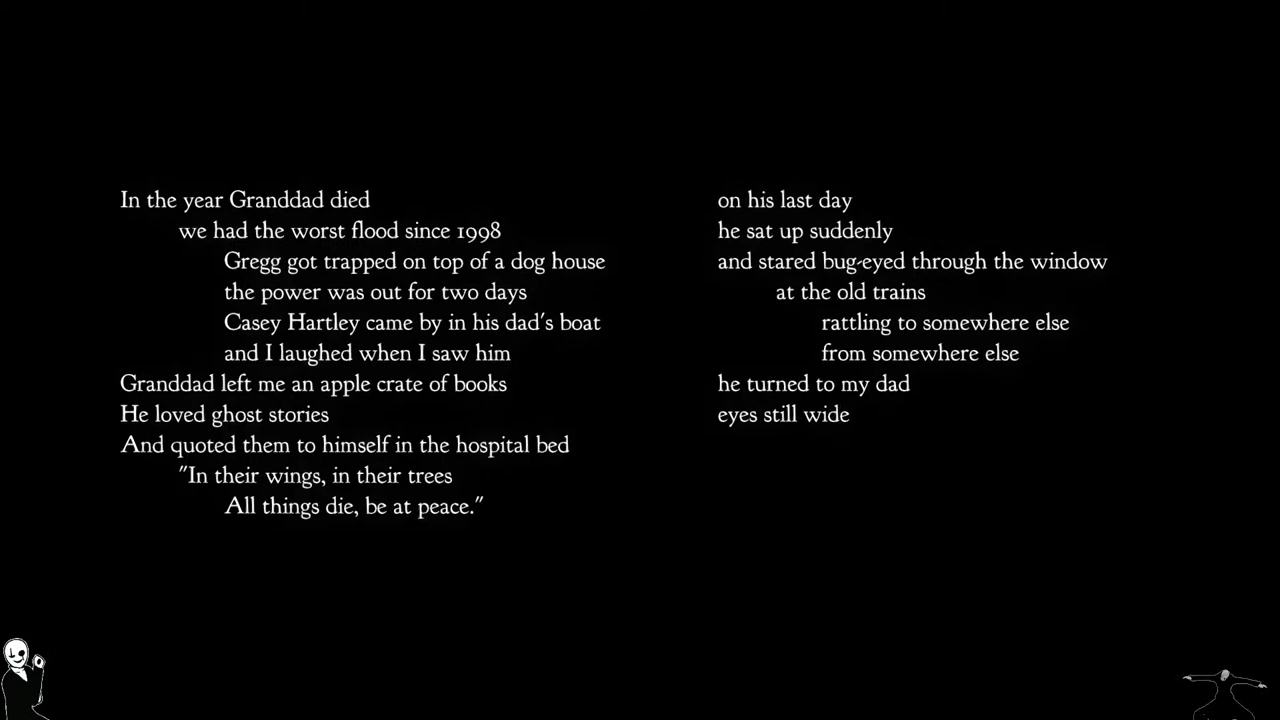 In the year Granddad died
we had the worst flood since 1998
Gregg got trapped on top of a dog house
the power was out for two days
Casey Hartley came by in his dad's boat
and I laughed when I saw him
Granddad left me an apple crate of books
He loved ghost stories
And quoted them to himself in the hospital bed
"In their wings, in their trees
All things die, be at peace."
on his last day
he sat up suddenly
and stared bug-eyed through the window
at the old trains
rattling to somewhere else
from somewhere else
he turned to my dad
eyes still wide